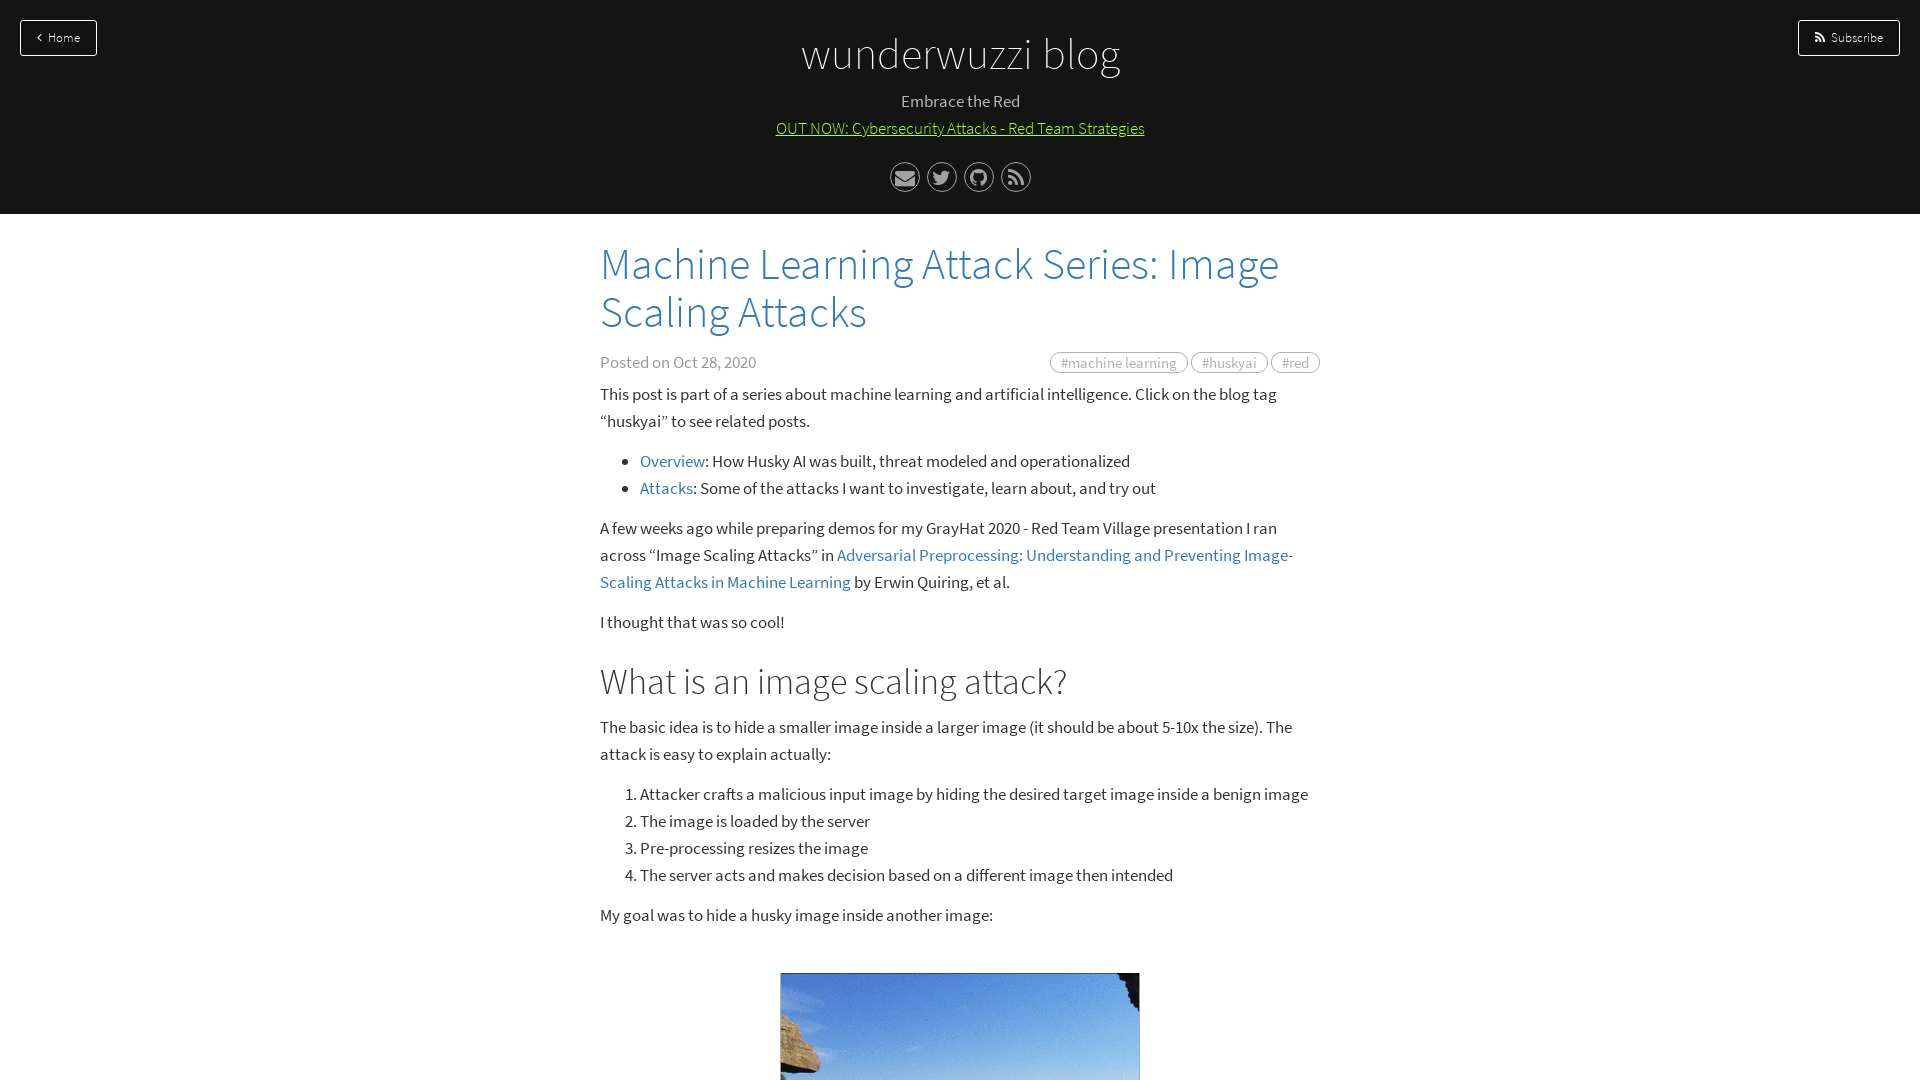 Home
Subscribe
wunderwuzzi blog
Embrace the Red
OUT NOW: Cybersecurity Attacks - Red Team Strategies
Machine Learning Attack Series: Image
Scaling Attacks
Posted on Oct 28, 2020
#machine learning #huskyai #red
This post is part of a series about machine learning and artificial intelligence. Click on the blog tag
“huskyai” to see related posts.
• Overview: How Husky AI was built, threat modeled and operationalized
• Attacks: Some of the attacks I want to investigate, learn about, and try out
A few weeks ago while preparing demos for my GrayHat 2020 - Red Team Village presentation I ran
across “Image Scaling Attacks” in Adversarial Preprocessing: Understanding and Preventing Image-
Scaling Attacks in Machine Learning by Erwin Quiring, et al.
I thought that was so cool!
What is an image scaling attack?
The basic idea is to hide a smaller image inside a larger image (it should be about 5-10x the size). The
attack is easy to explain actually:
1. Attacker crafts a malicious input image by hiding the desired target image inside a benign image
2. The image is loaded by the server
3. Pre-processing resizes the image
4. The server acts and makes decision based on a different image then intended
My goal was to hide a husky image inside another image: